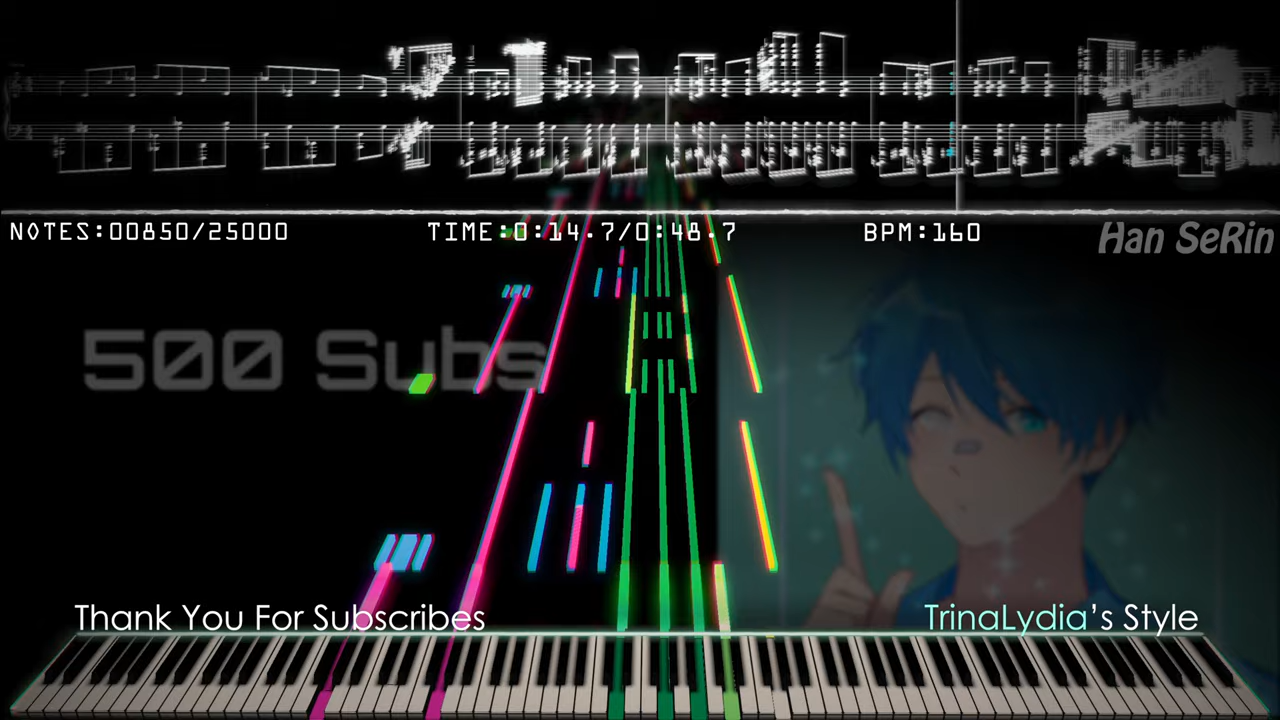 NOTES:00850/25000 TIME:0:14.7/0:48.7 BPM:160 Han SeRin
500 Subs
Thank You For Subscribes TrinaLydia's Style